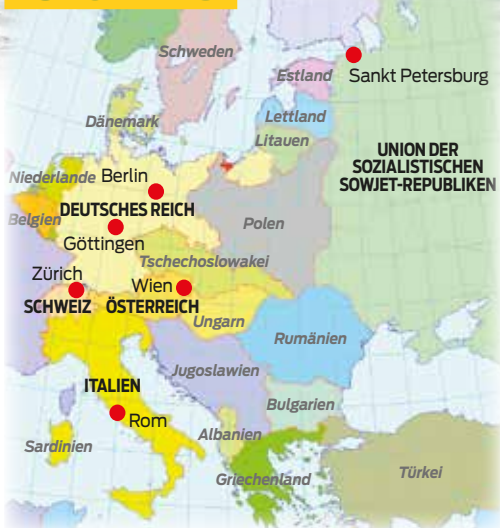 Schweden
Estland
Sankt Petersburg
Lettland
Dänemark
Litauen
UNION DER
SOZIALISTISCHEN
SOWJET-REPUBLIKEN
Niederlande
Berlin
Belgien
DEUTSCHES REICH
Polen
Göttingen
Tschechoslowakei
Zürich
Wien
SCHWEIZ
ÖSTERREICH
Ungarn
Rumänien
Jugoslawien
ITALIEN
Bulgarien
Rom
Albanien
Sardinien
Griechenland
Türkei